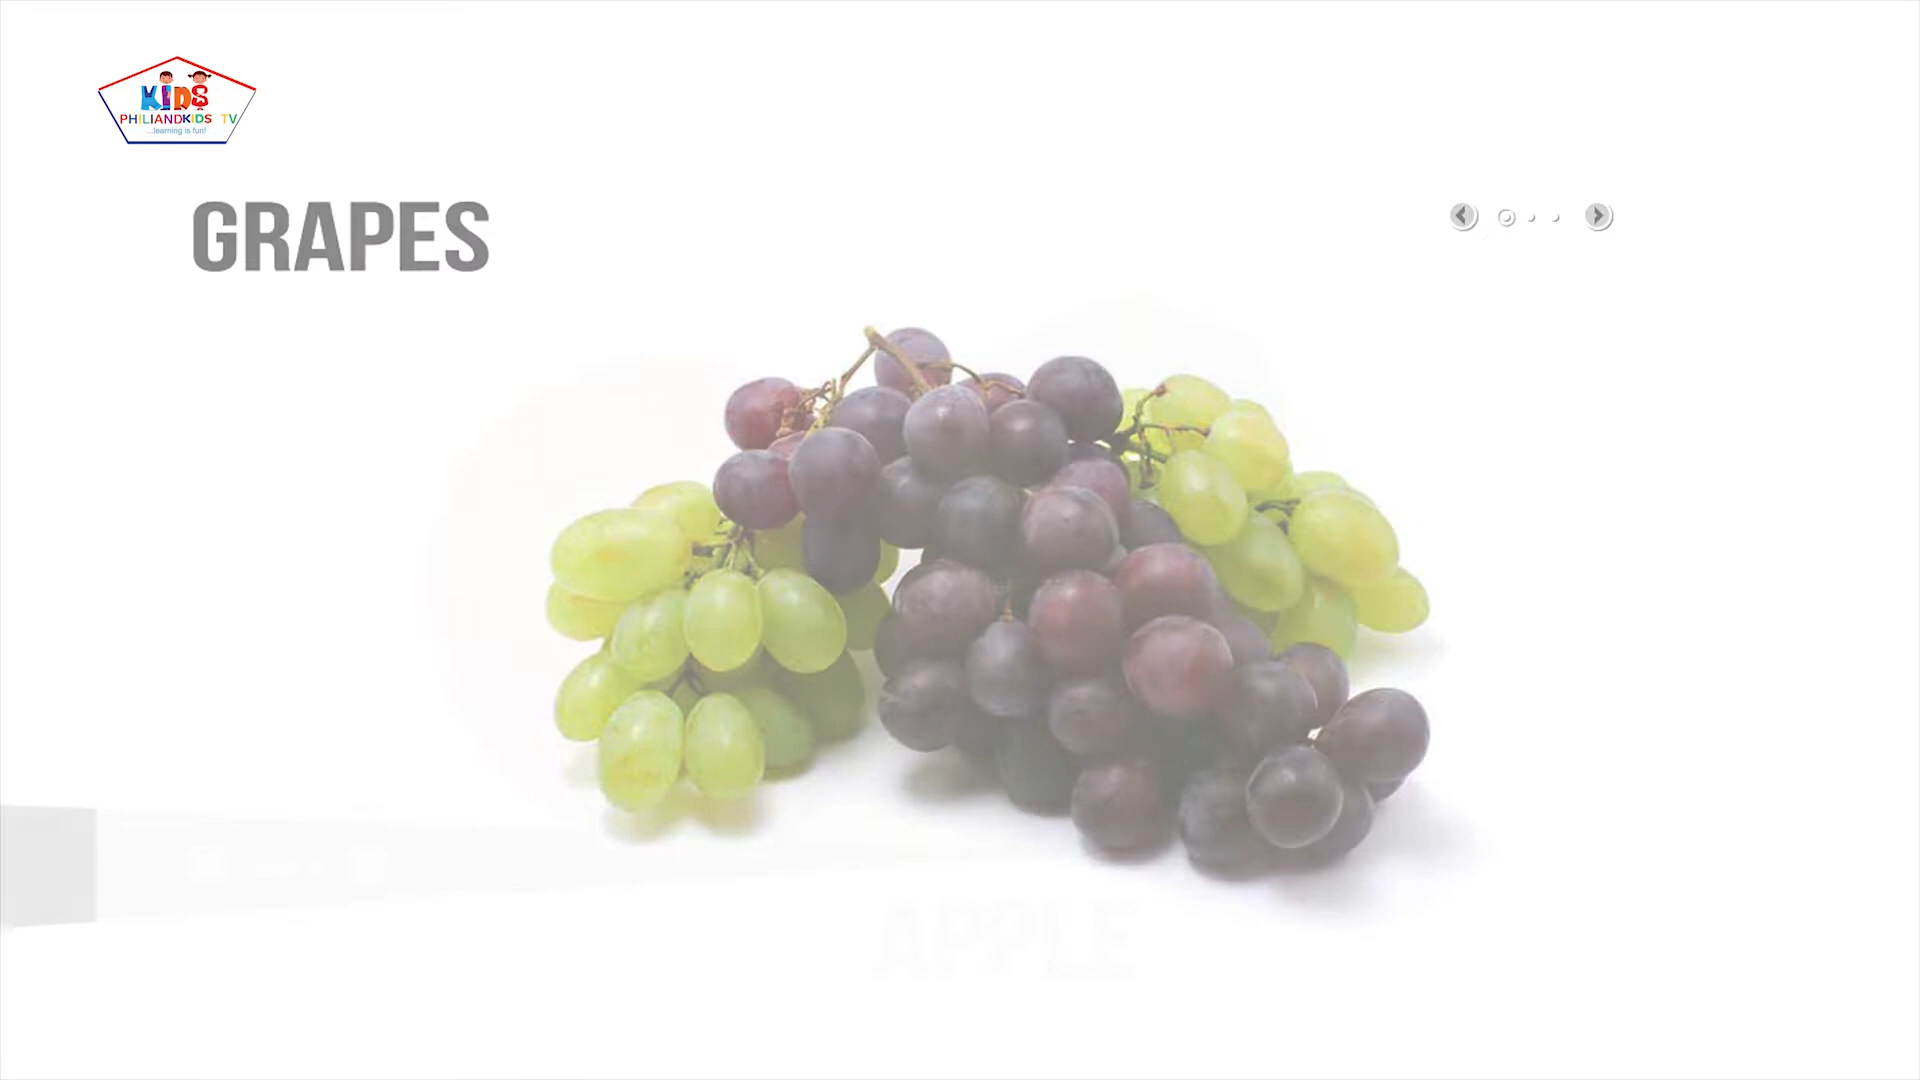 KIDS
PHILIANDKIDS TV
...learning is fun!
GRAPES
APPLE